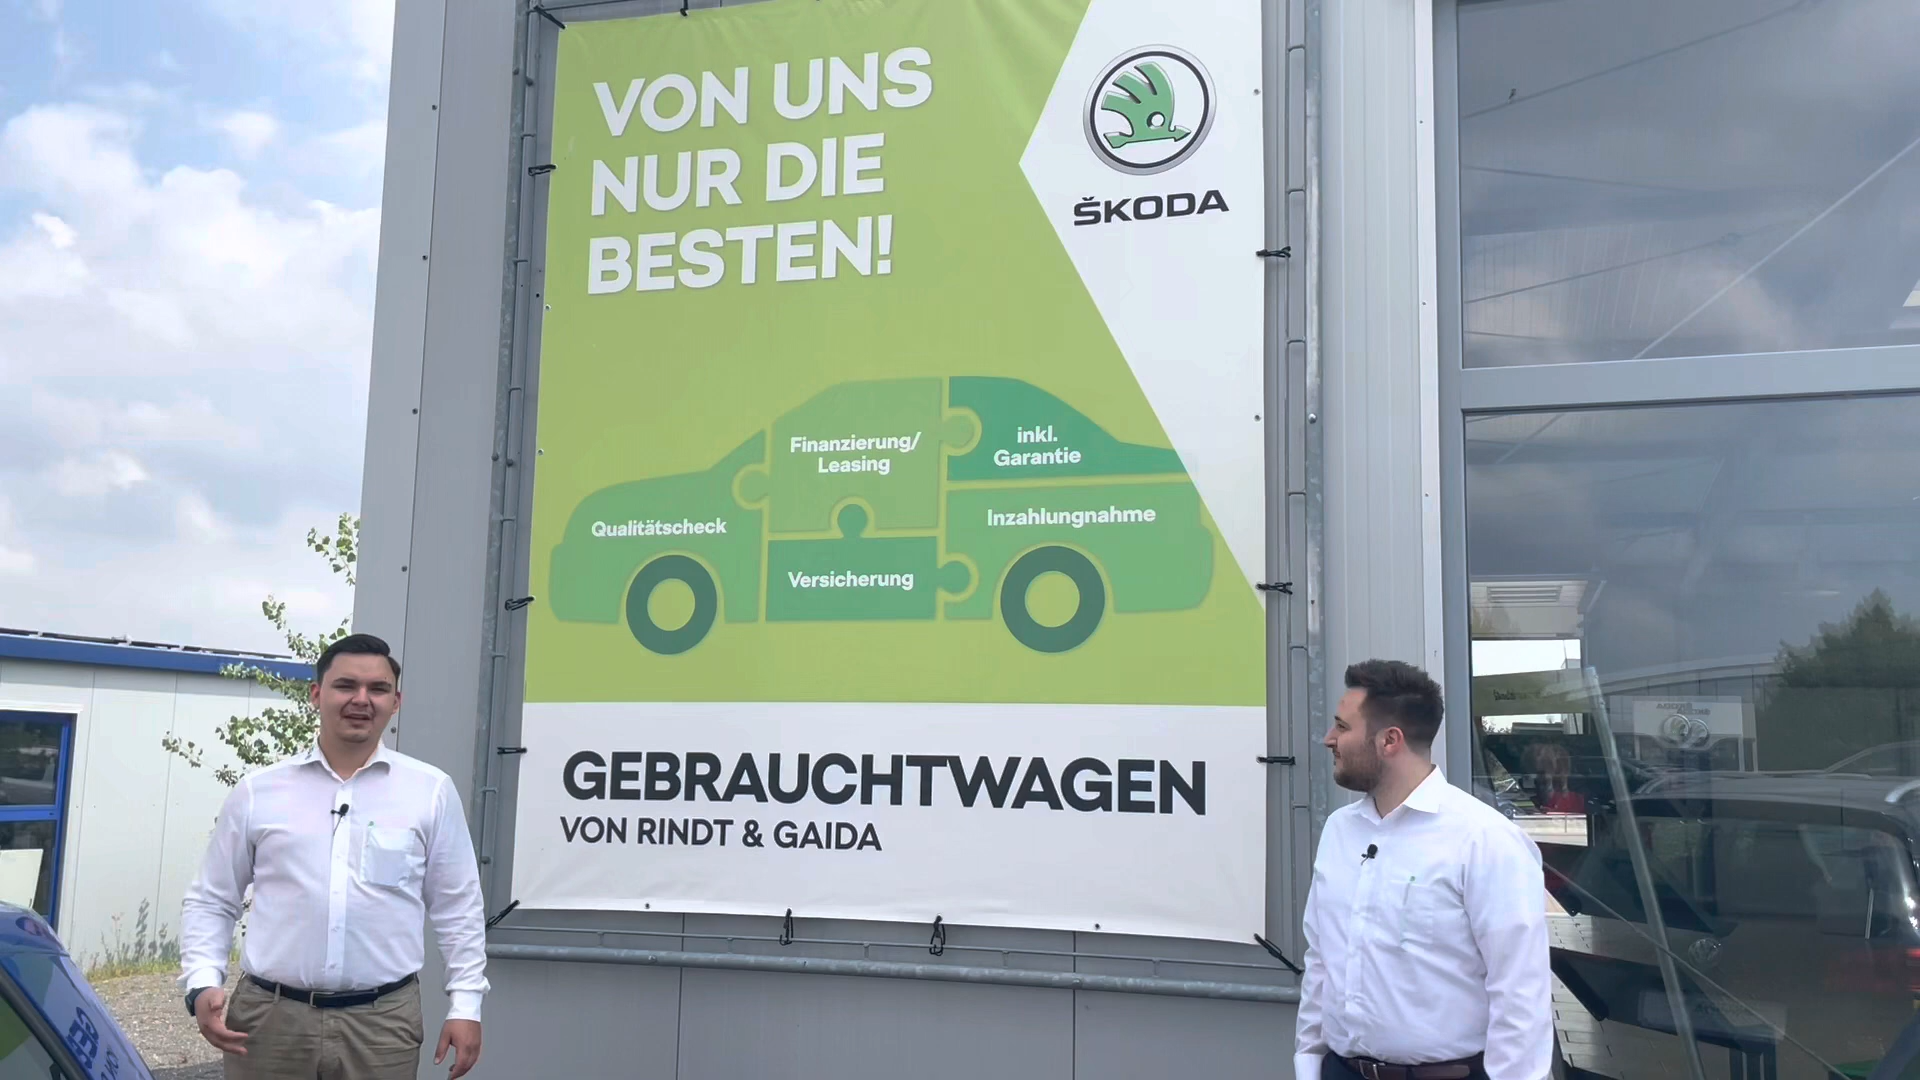 VON UNS
NUR DIE
BESTEN!
ŠKODA
Finanzierung/
Leasing
inkl.
Garantie
Qualitätscheck
Inzahlungnahme
Versicherung
GEBRAUCHTWAGEN
VON RINDT & GAIDA